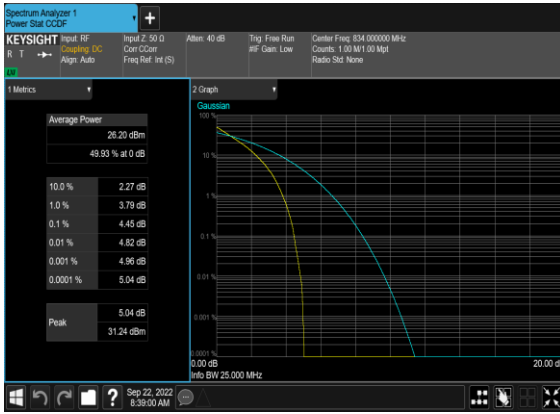 Spectrum Analyzer 1
Power Stat CCDF
+
KEYSIGHT
R T
Input: RF
Coupling: DC
Align: Auto
Input Z: 50 Ω
Corr CCorr
Freq Ref: Int (S)
Atten: 40 dB
Trig: Free Run
#IF Gain: Low
Center Freq: 834.000000 MHz
Counts: 1.00 M/1.00 Mpt
Radio Std: None
1 Metrics
Average Power
26.20 dBm
49.93 % at 0 dB
10.0 % 2.27 dB
1.0 % 3.79 dB
0.1 % 4.45 dB
0.01 % 4.82 dB
0.001 % 4.96 dB
0.0001 % 5.04 dB
Peak
5.04 dB
31.24 dBm
2 Graph
Gaussian
100 %
10 %
1 %
0.1 %
0.01 %
0.001 %
0.0001 %
0.00 dB
20.00 d
Info BW 25.000 MHz
?
Sep 22, 2022
8:39:00 AM